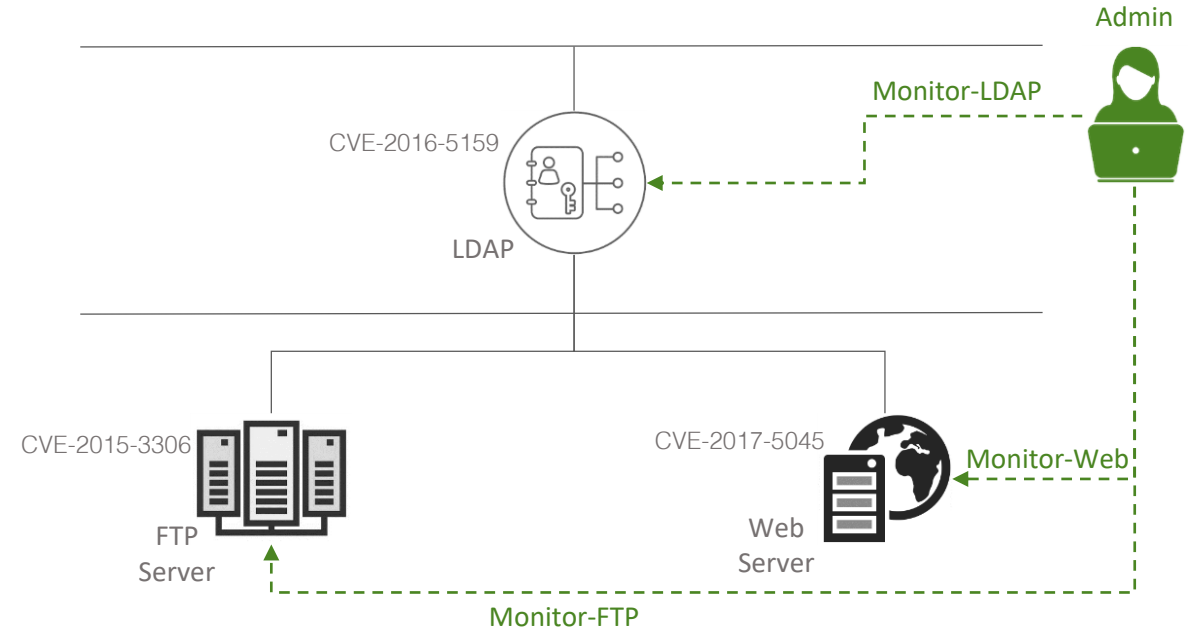 Admin
Monitor-LDAP
CVE-2016-5159
LDAP
CVE-2015-3306
CVE-2017-5045
Monitor-Web
FTP
Server
Web
Server
Monitor-FTP